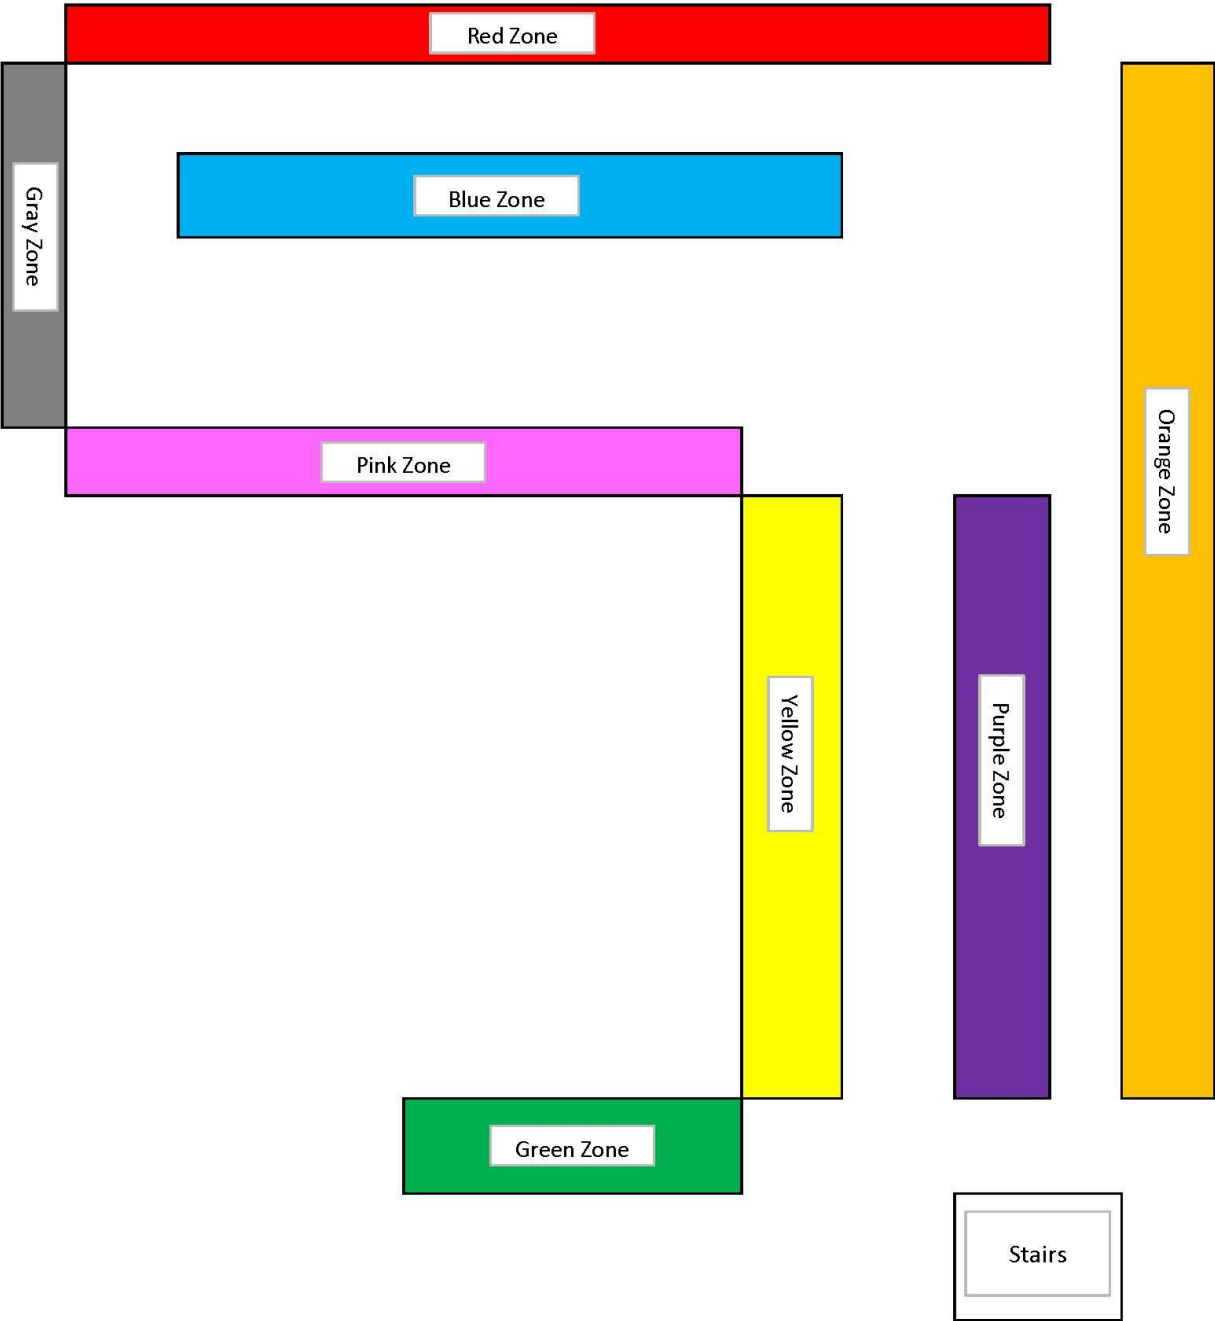 Red Zone
Blue Zone
Gray Zone
Orange Zone
Pink Zone
Yellow Zone
Purple Zone
Green Zone
Stairs